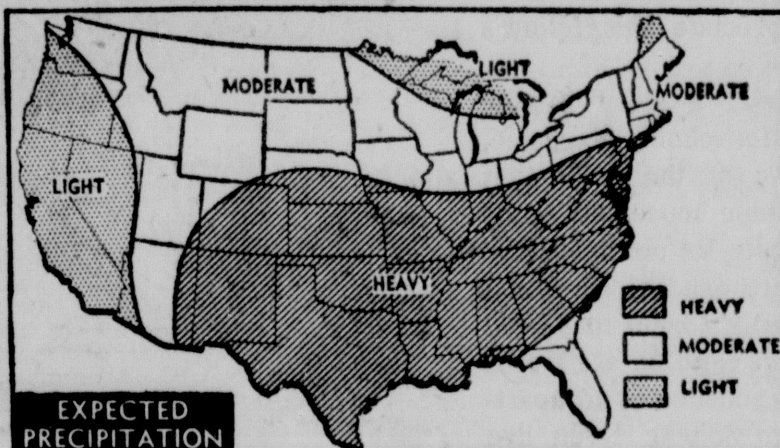 MODERATE
LIGHT
MODERATE
LIGHT
HEAVY
HEAVY
MODERATE
LIGHT
EXPECTED
PRECIPITATION